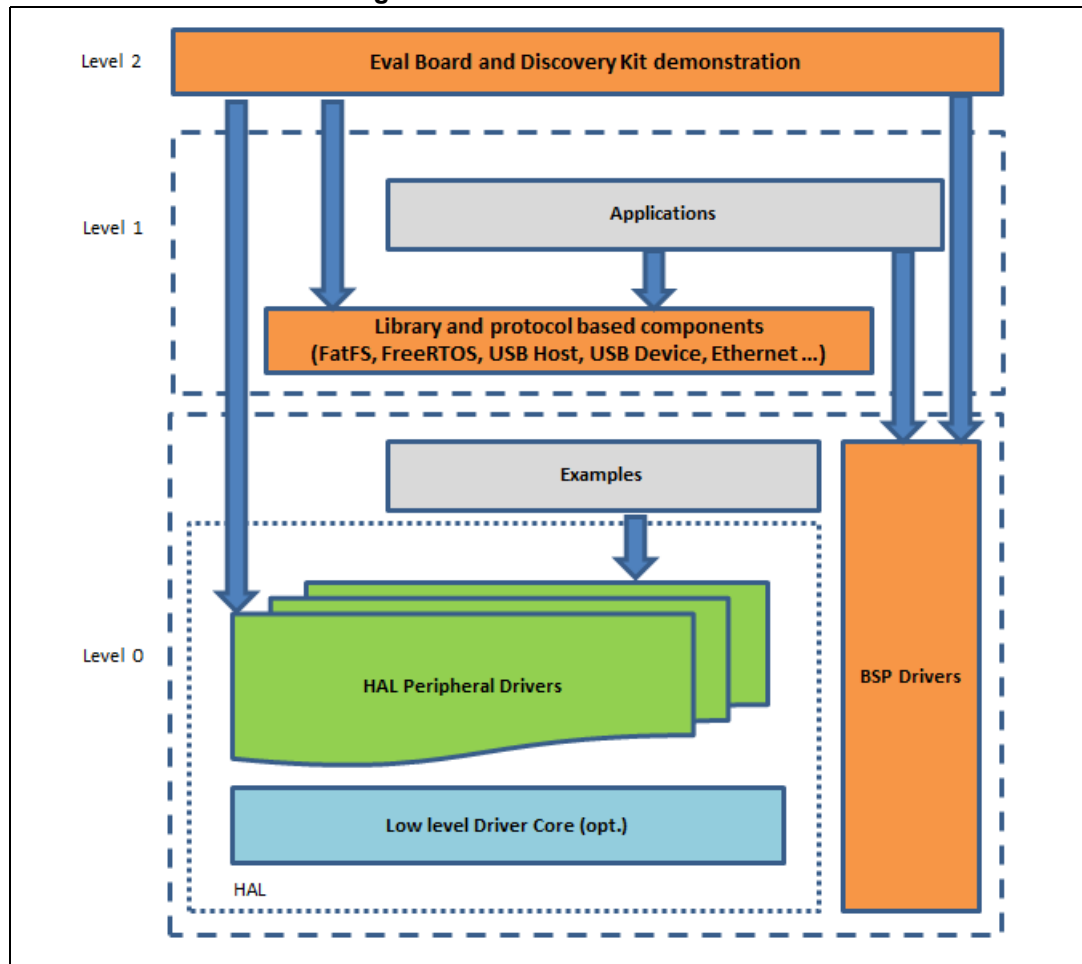 Level 2
Eval Board and Discovery Kit demonstration
Level 1
Applications
Library and protocol based components
(FatFS, FreeRTOS, USB Host, USB Device, Ethernet ...)
Examples
Level 0
HAL Peripheral Drivers
BSP Drivers
Low level Driver Core (opt.)
HAL